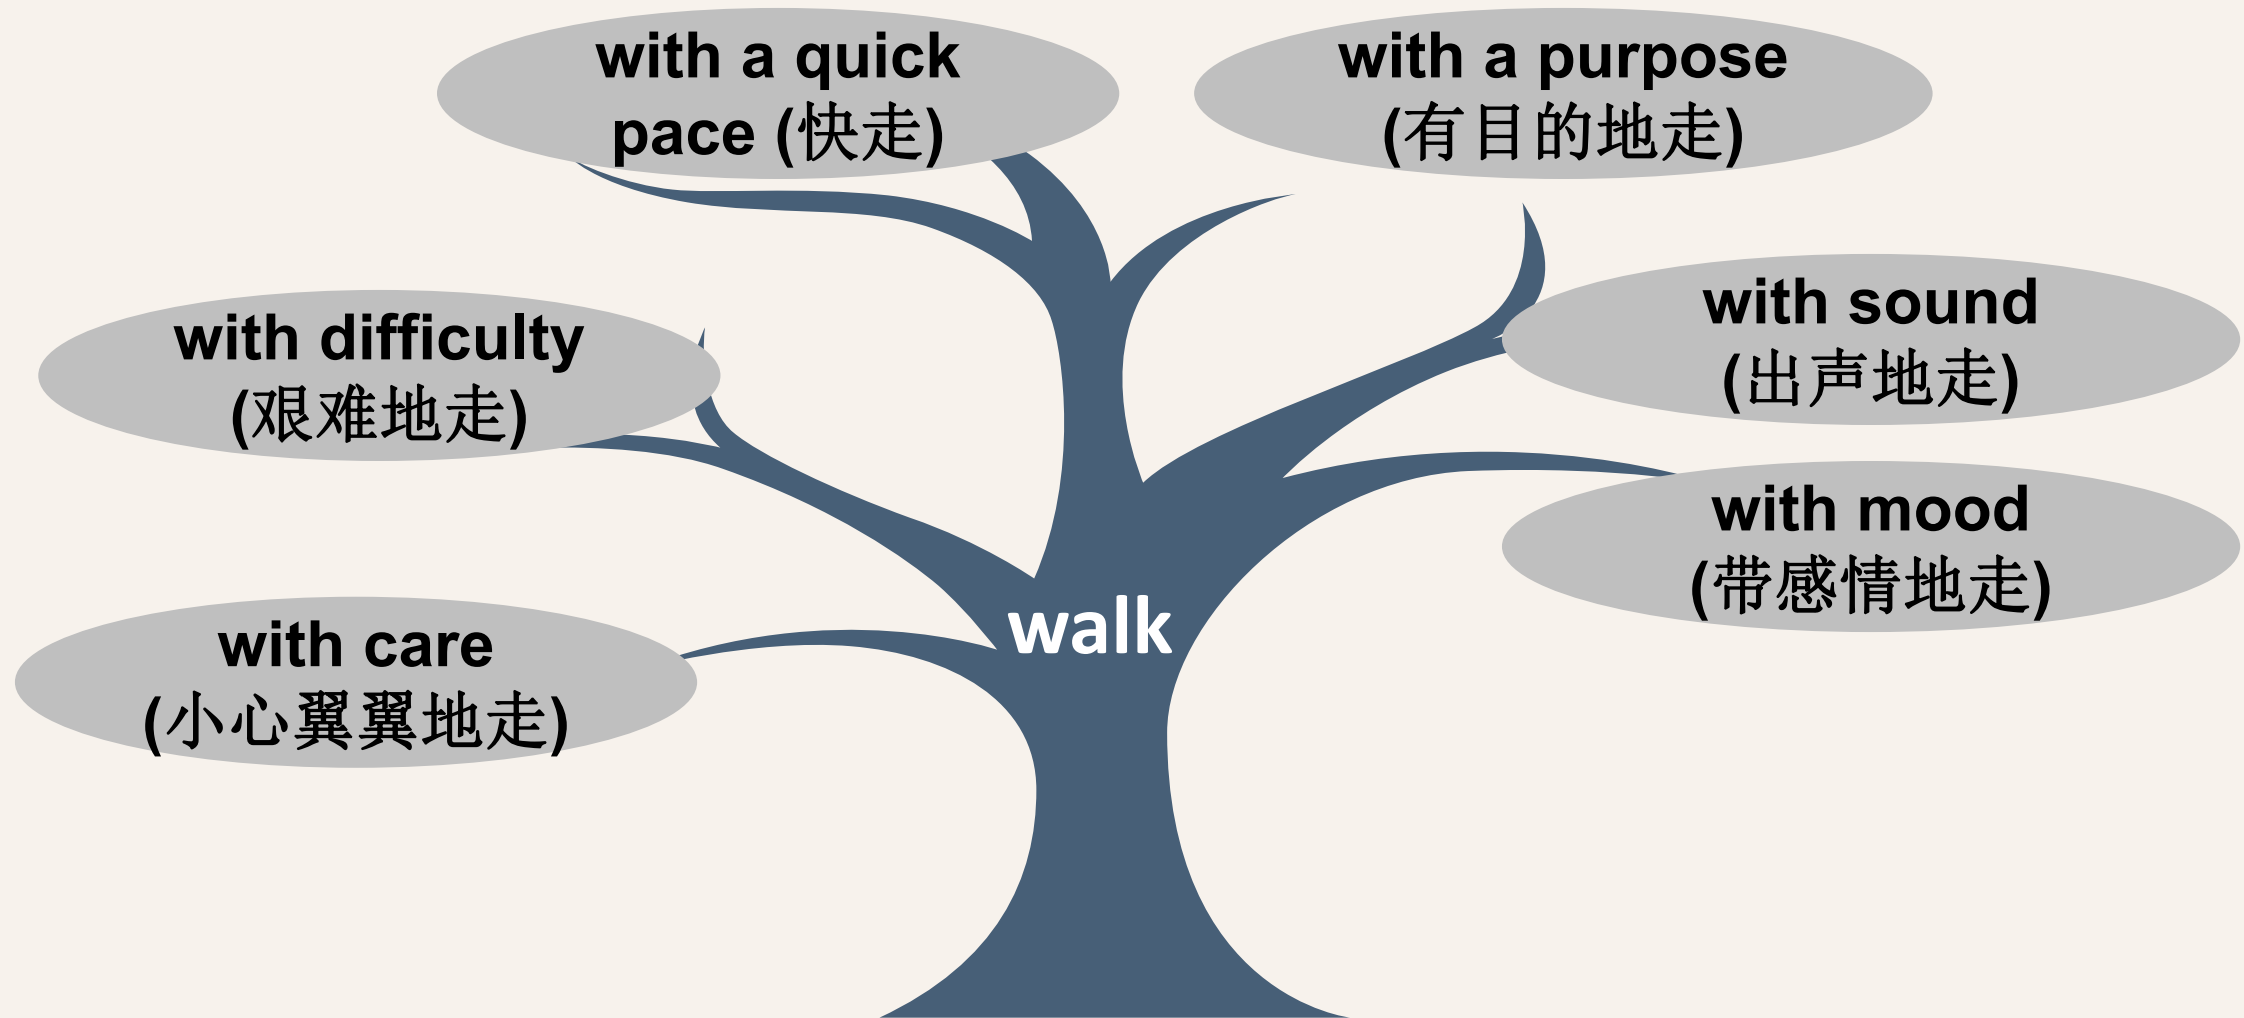 with a quick
pace (快走)
with a purpose
(有目的地走)
with difficulty
(艰难地走)
with sound
(出声地走)
with mood
(带感情地走)
with care
(小心翼翼地走)
walk